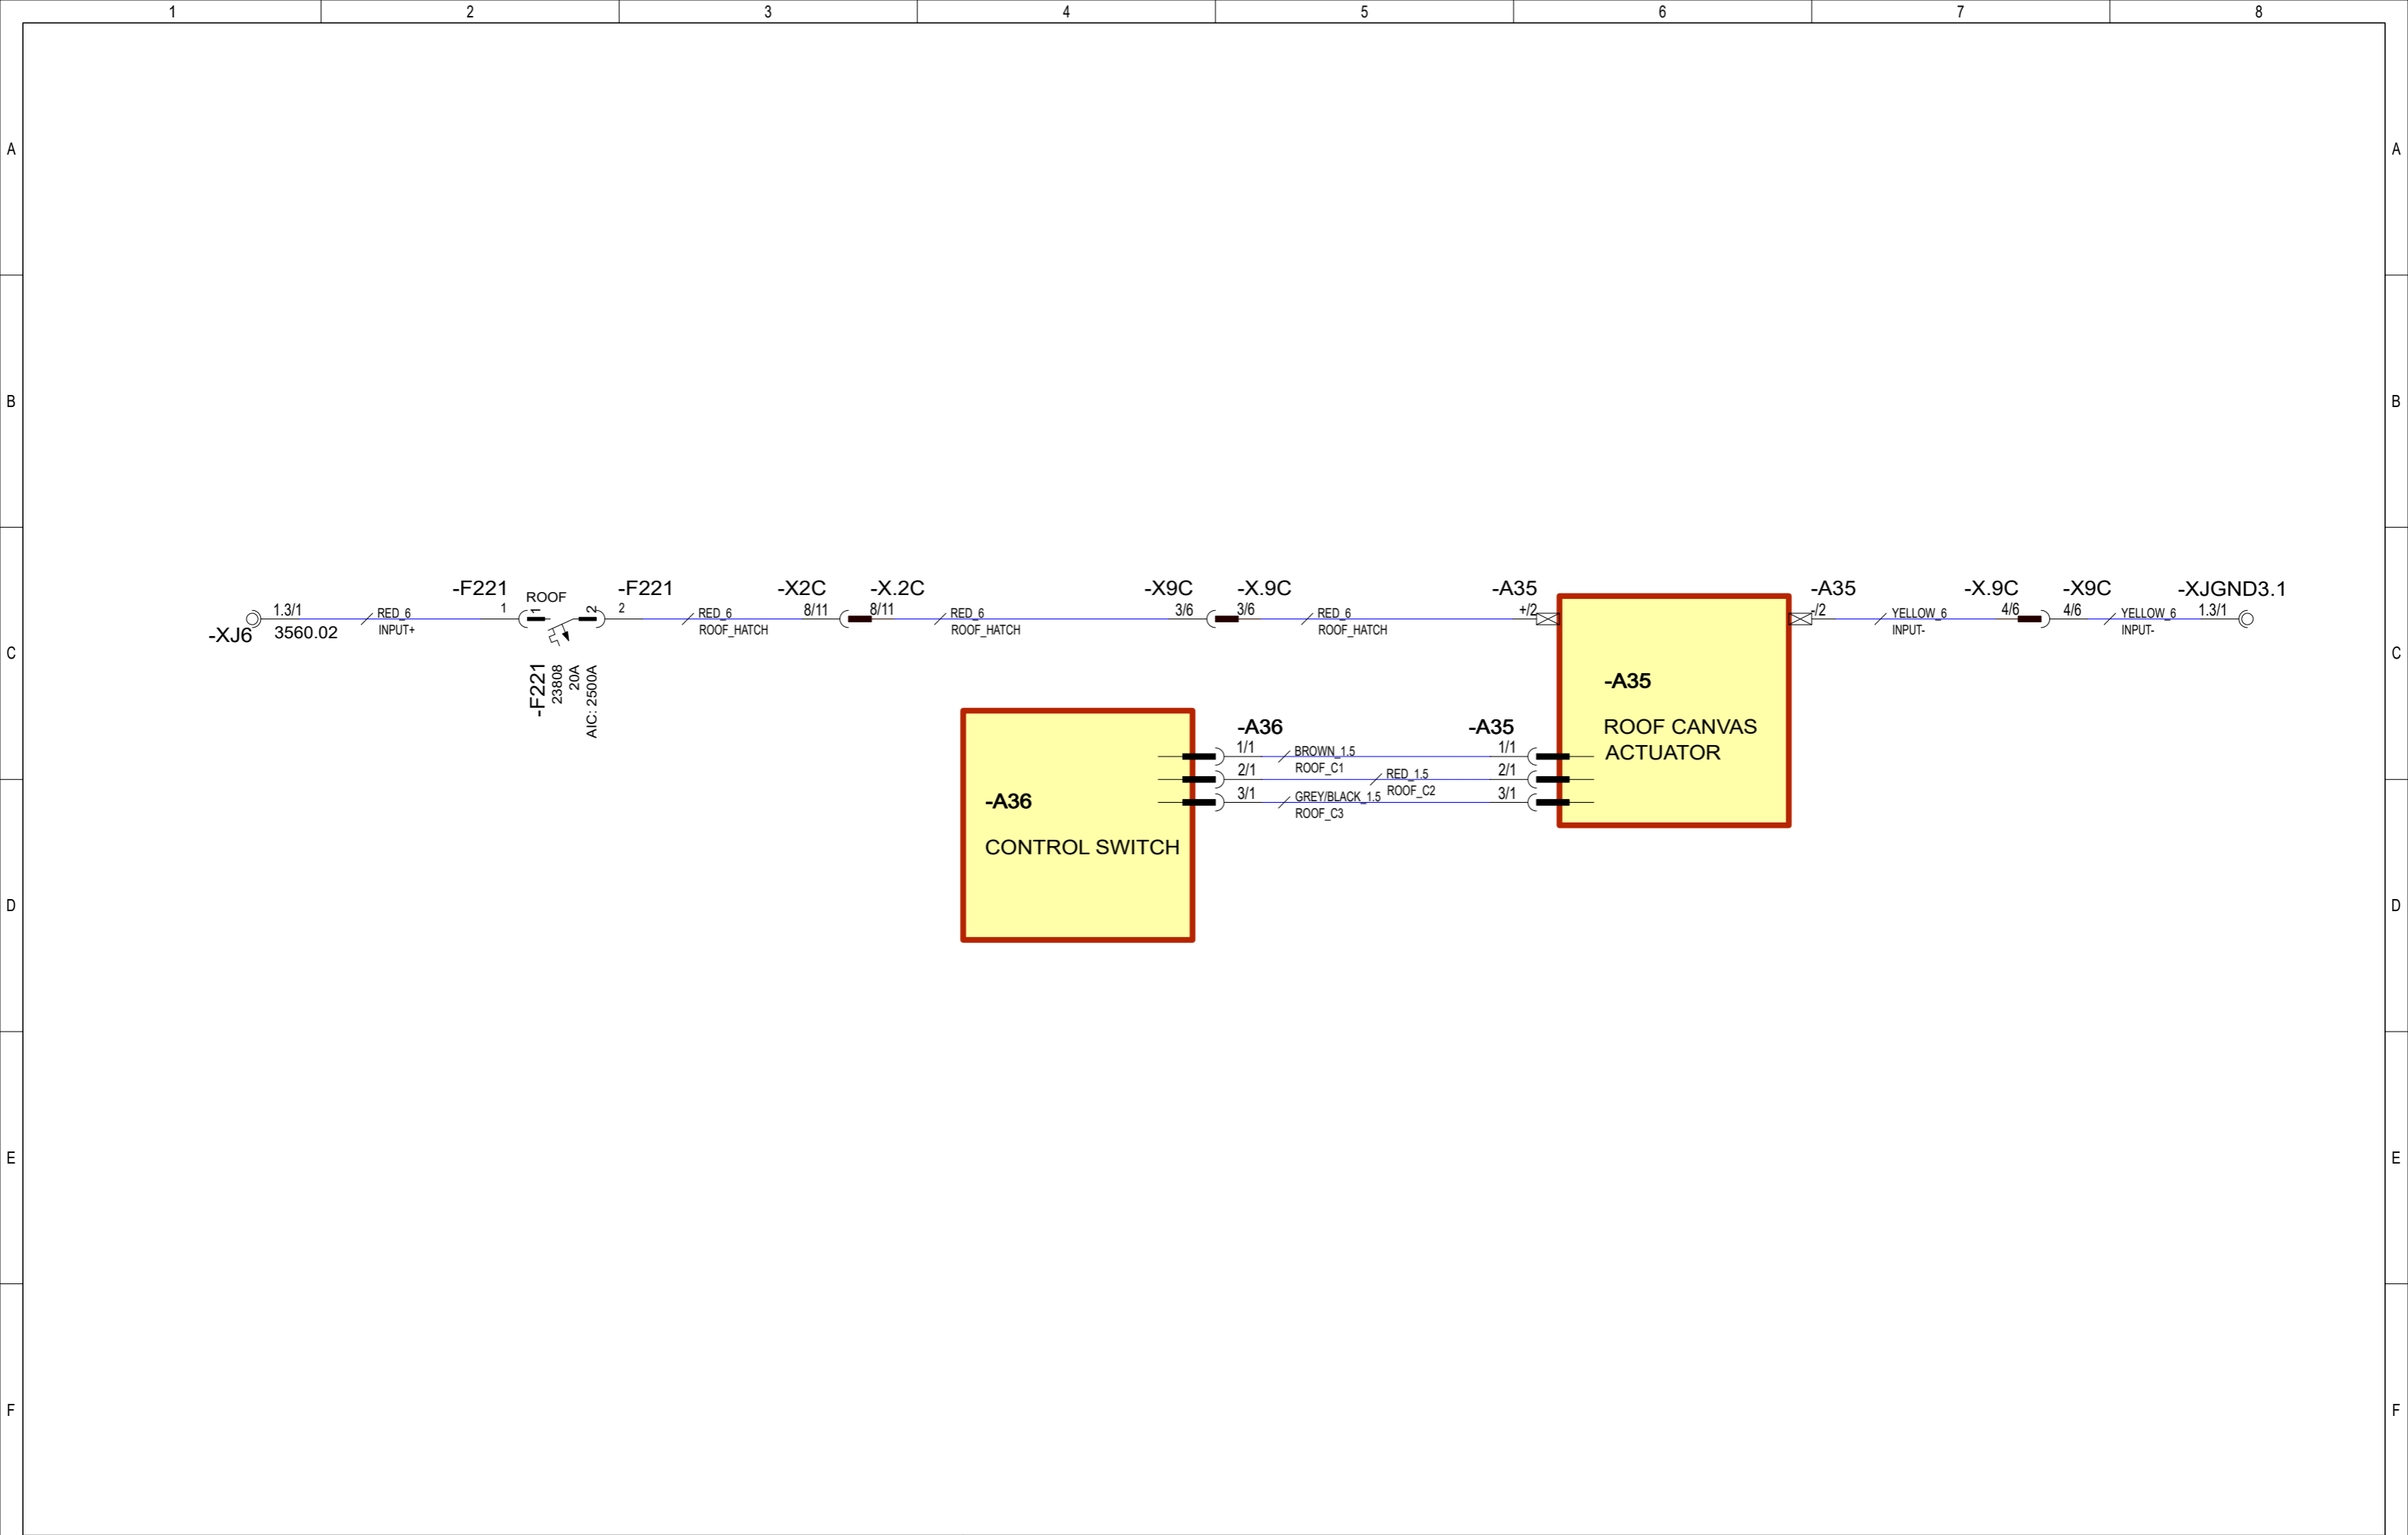 1 2 3 4 5 6 7 8
A A
B B
-F221 ROOF -F221 -X2C -X.2C -X9C -X.9C -A35 -A35 -X.9C -X9C -XJGND3.1
1.3/1 RED_6 1 1 2 2 RED_6 8/11 8/11 RED_6 3/6 3/6 RED_6 +/2 -/2 YELLOW_6 4/6 4/6 YELLOW_6 1.3/1
-XJ6 3560.02 INPUT+ ROOF_HATCH ROOF_HATCH ROOF_HATCH INPUT- INPUT-
C C
-F221
23808
20A
AIC: 2500A
-A35
ROOF CANVAS
ACTUATOR
-A36 -A35
1/1 BROWN_1.5 1/1
ROOF_C1
2/1 RED_1.5 2/1
ROOF_C2
3/1 GREY/BLACK_1.5 3/1
ROOF_C3
-A36
CONTROL SWITCH
D D
E E
F F